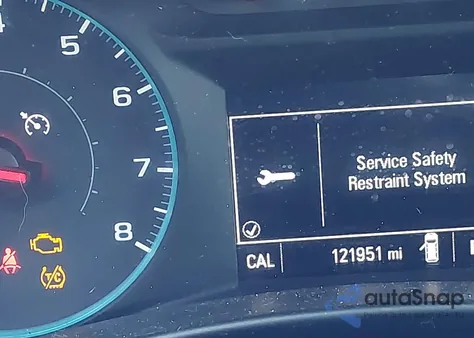 5
6
7
8
Service Safety
Restraint System
CAL
121951 mi
autoSnap